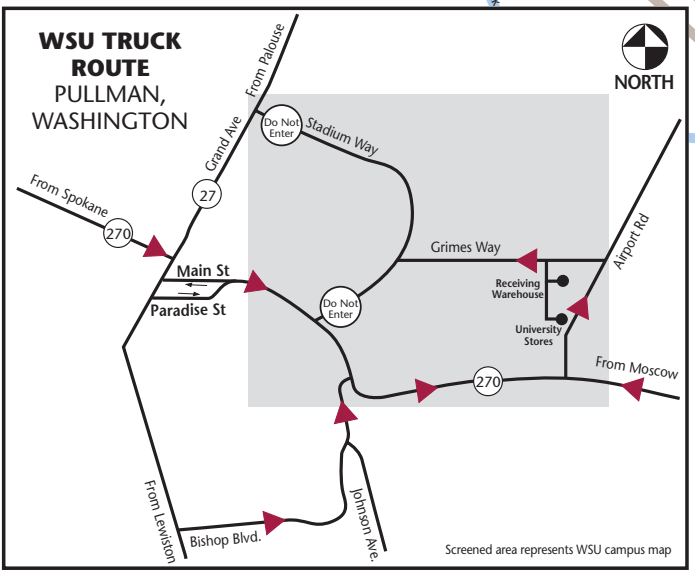 WSU TRUCK
ROUTE
PULLMAN,
WASHINGTON
NORTH
From Palouse
Grand Ave
27
Do Not
Enter
Stadium Way
From Spokane
270
Main St
Paradise St
Grimes Way
Airport Rd
Receiving
Warehouse
University
Stores
Do Not
Enter
From Moscow
270
From Lewiston
Bishop Blvd.
Johnson Ave.
Screened area represents WSU campus map